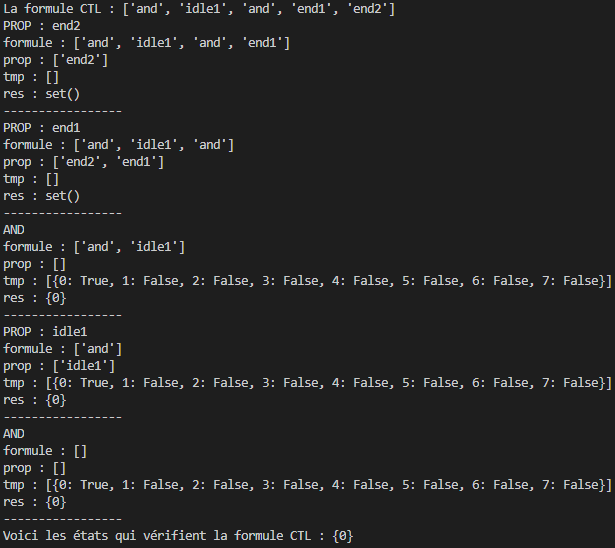 La formule CTL : ['and', 'idle1', 'and', 'end1', 'end2']
PROP : end2
formule : ['and', 'idle1', 'and', 'end1']
prop : ['end2']
tmp : []
res : set()
-----------------
PROP : end1
formule : ['and', 'idle1', 'and']
prop : ['end2', 'end1']
tmp : []
res : set()
-----------------
AND
formule : ['and', 'idle1']
prop : []
tmp : [{0: True, 1: False, 2: False, 3: False, 4: False, 5: False, 6: False, 7: False}]
res : {0}
-----------------
PROP : idle1
formule : ['and']
prop : ['idle1']
tmp : [{0: True, 1: False, 2: False, 3: False, 4: False, 5: False, 6: False, 7: False}]
res : {0}
-----------------
AND
formule : []
prop : []
tmp : [{0: True, 1: False, 2: False, 3: False, 4: False, 5: False, 6: False, 7: False}]
res : {0}
-----------------
Voici les états qui vérifient la formule CTL : {0}